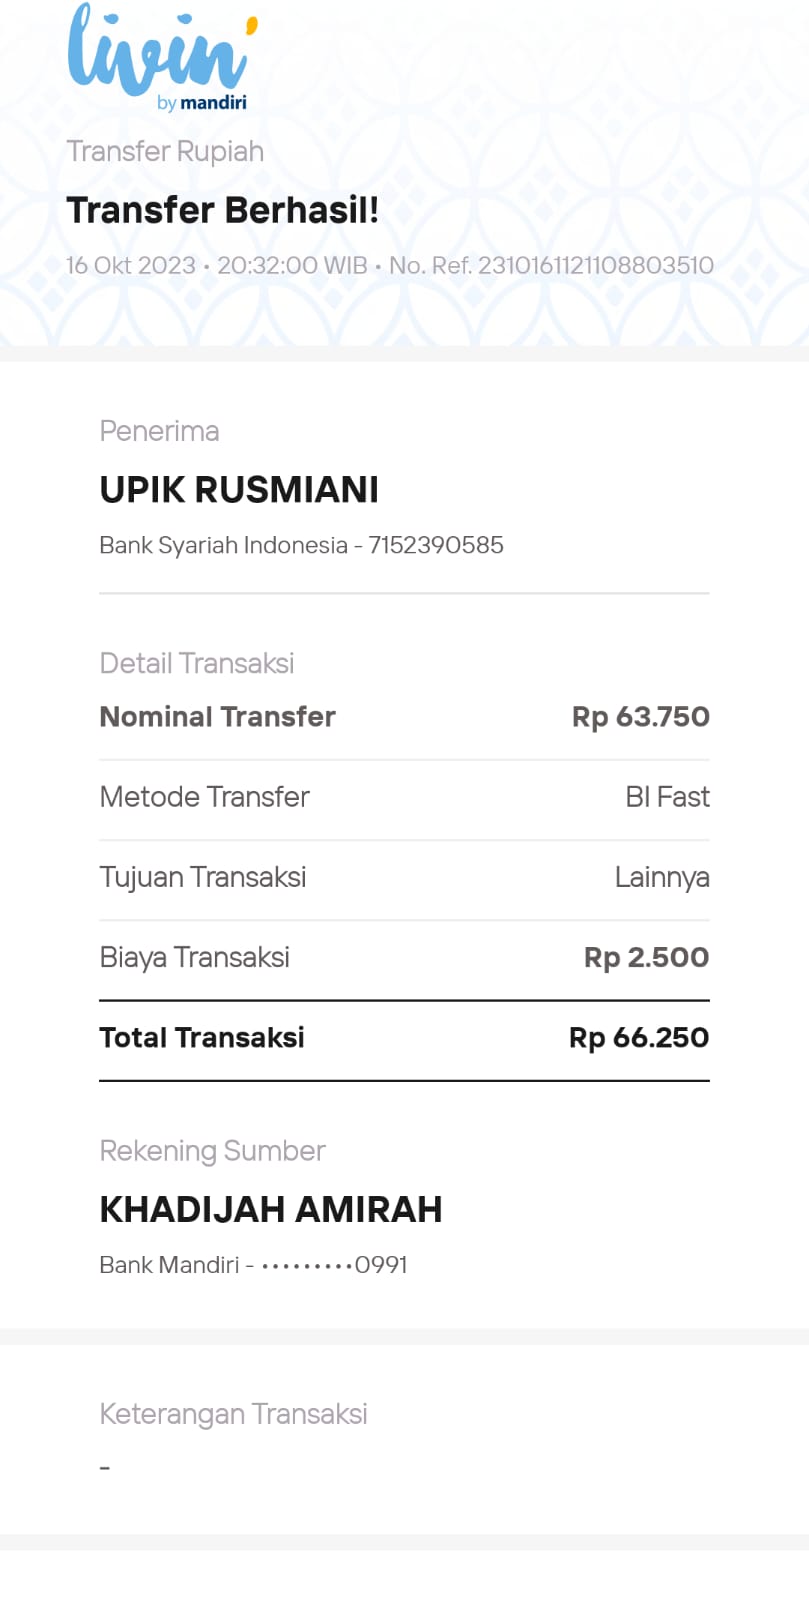 livin'
by mandiri
Transfer Rupiah
Transfer Berhasil!
16 Okt 2023 • 20:32:00 WIB • No. Ref. 2310161121108803510
Penerima
UPIK RUSMIANI
Bank Syariah Indonesia - 7152390585
Detail Transaksi
Nominal Transfer Rp 63.750
Metode Transfer BI Fast
Tujuan Transaksi Lainnya
Biaya Transaksi Rp 2.500
Total Transaksi Rp 66.250
Rekening Sumber
KHADIJAH AMIRAH
Bank Mandiri - •••••••••0991
Keterangan Transaksi
-